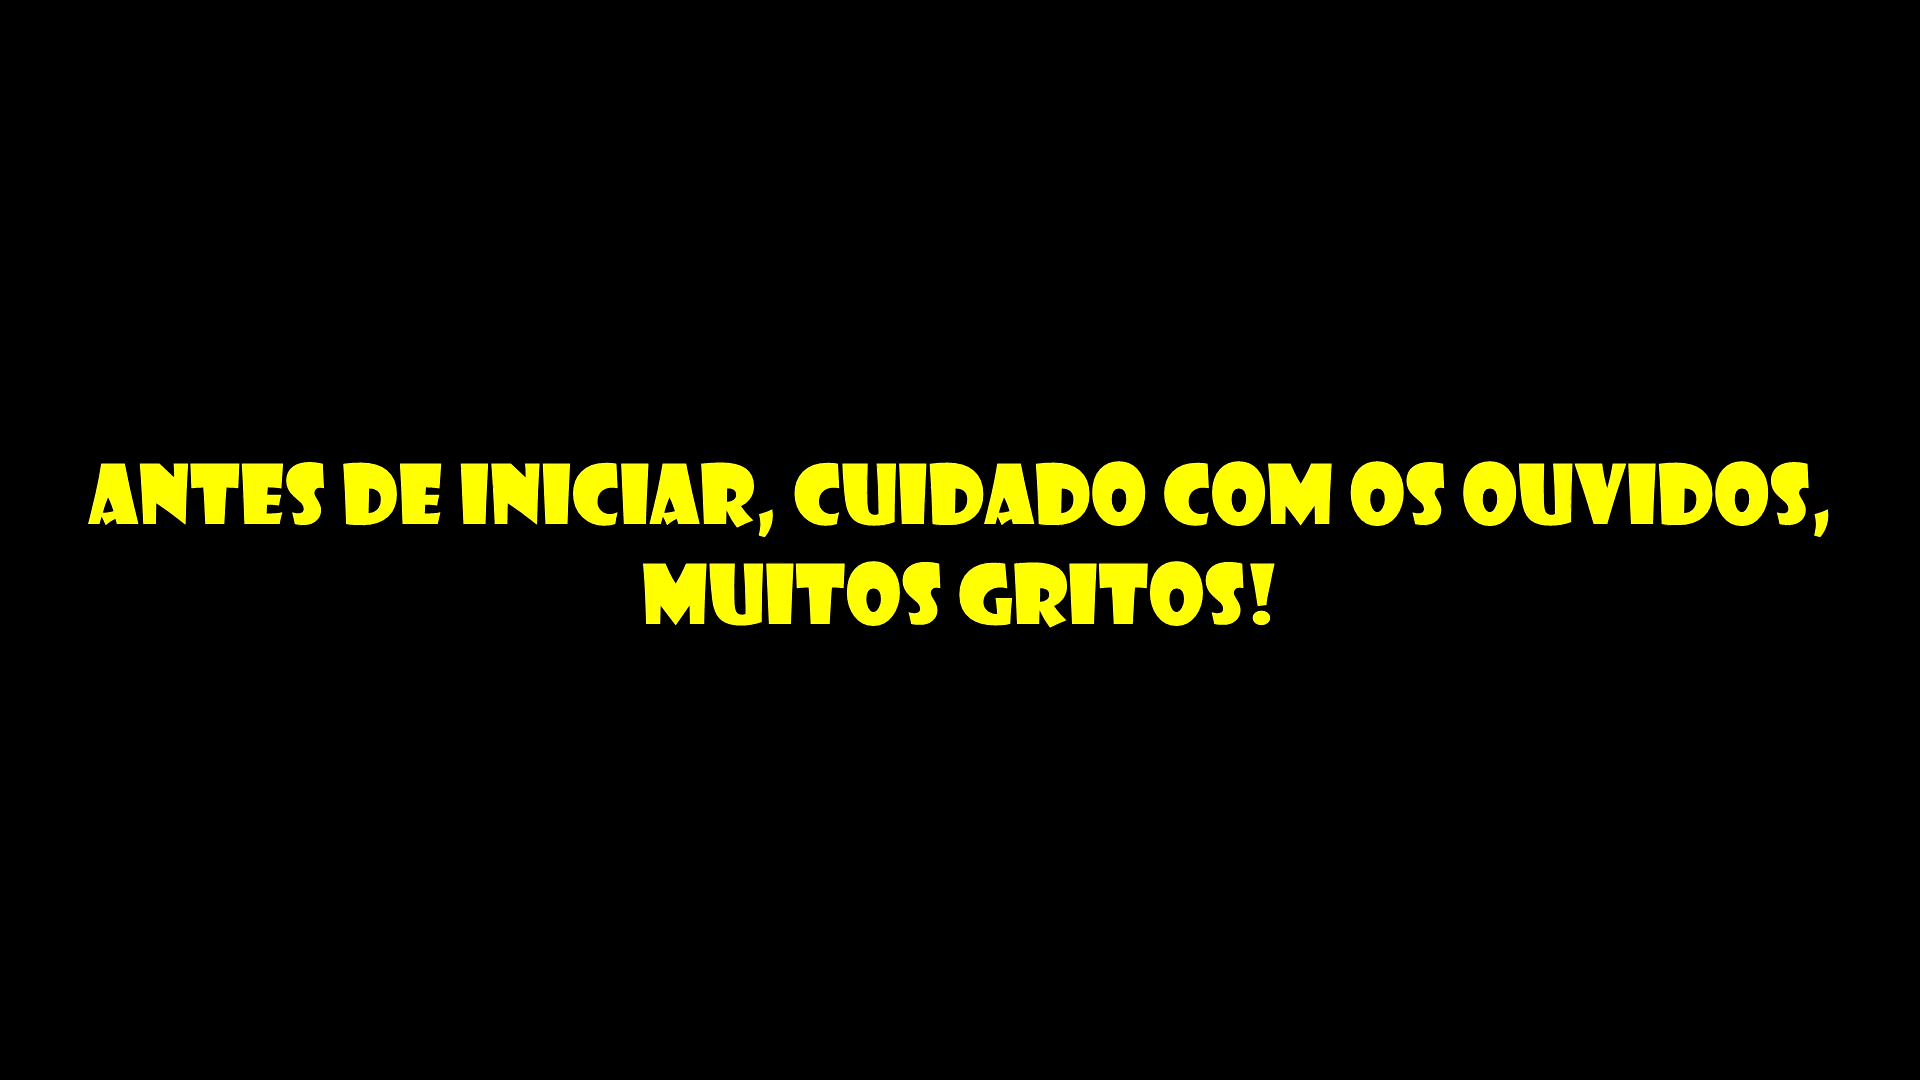 ANTES DE INICIAR, CUIDADO COM OS OUVIDOS,
MUITOS GRITOS!